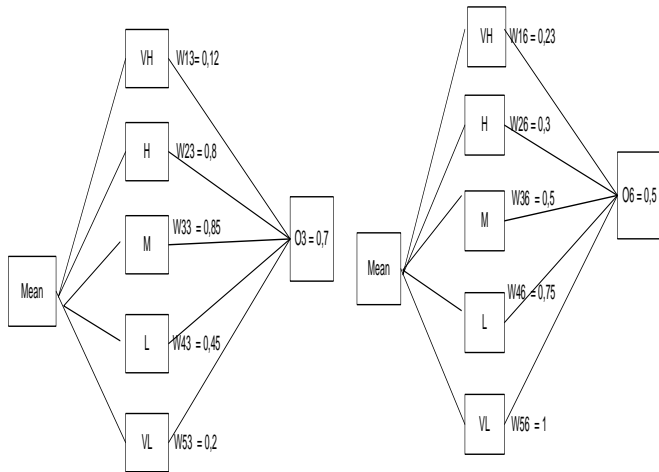 VH W13= 0,12
H W23 = 0,8
M W33 = 0,85
Mean
O3 = 0,7
L W43 = 0,45
VL W53 = 0,2
VH W16 = 0,23
H W26 = 0,3
M W36 = 0,5
Mean
O6 = 0,5
L W46 = 0,75
VL W56 = 1